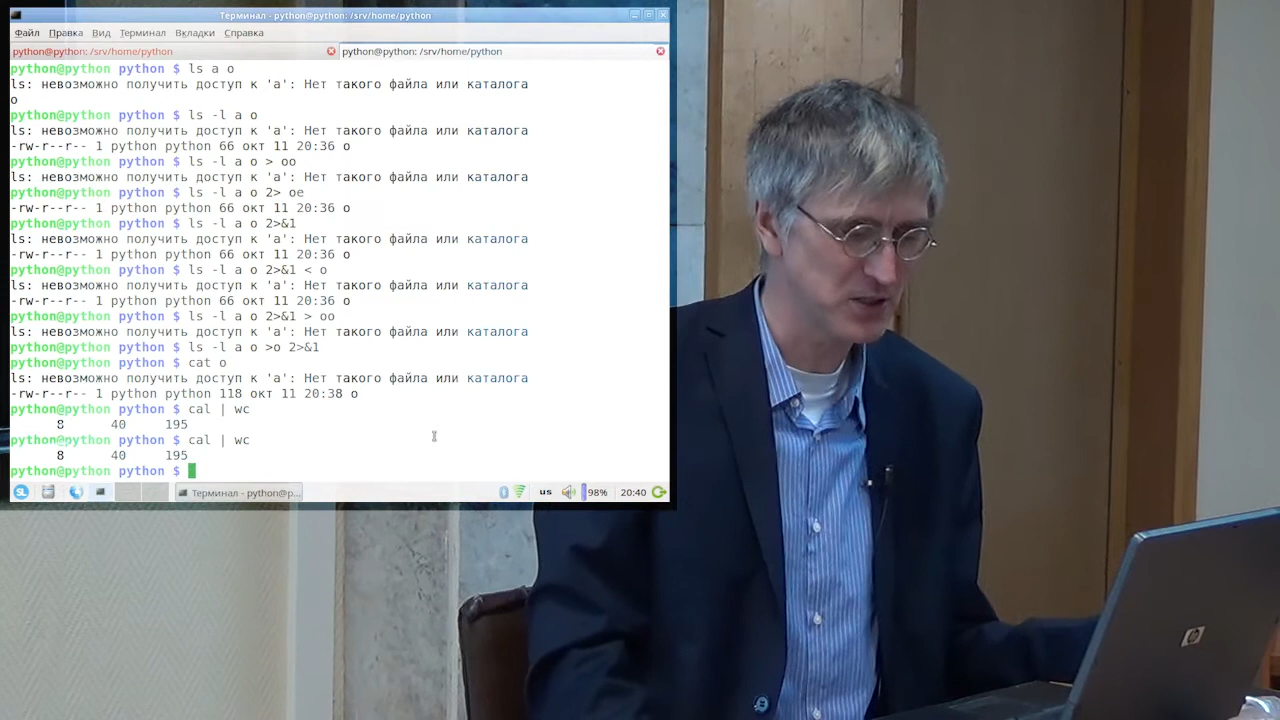 Терминал - python@python: /srv/home/python
Файл Правка Вид Терминал Вкладки Справка
python@python: /srv/home/python python@python: /srv/home/python
python@python python $ ls a o
ls: невозможно получить доступ к 'a': Нет такого файла или каталога
o
python@python python $ ls -l a o
ls: невозможно получить доступ к 'a': Нет такого файла или каталога
-rw-r--r-- 1 python python 66 окт 11 20:36 o
python@python python $ ls -l a o > oo
ls: невозможно получить доступ к 'a': Нет такого файла или каталога
python@python python $ ls -l a o 2> oe
-rw-r--r-- 1 python python 66 окт 11 20:36 o
python@python python $ ls -l a o 2>&1
ls: невозможно получить доступ к 'a': Нет такого файла или каталога
-rw-r--r-- 1 python python 66 окт 11 20:36 o
python@python python $ ls -l a o 2>&1 < o
ls: невозможно получить доступ к 'a': Нет такого файла или каталога
-rw-r--r-- 1 python python 66 окт 11 20:36 o
python@python python $ ls -l a o 2>&1 > oo
ls: невозможно получить доступ к 'a': Нет такого файла или каталога
python@python python $ ls -l a o >o 2>&1
python@python python $ cat o
ls: невозможно получить доступ к 'a': Нет такого файла или каталога
-rw-r--r-- 1 python python 118 окт 11 20:38 o
python@python python $ cal | wc
8 40 195
python@python python $ cal | wc
8 40 195
python@python python $
Терминал - python@p... us 98% 20:40
hp